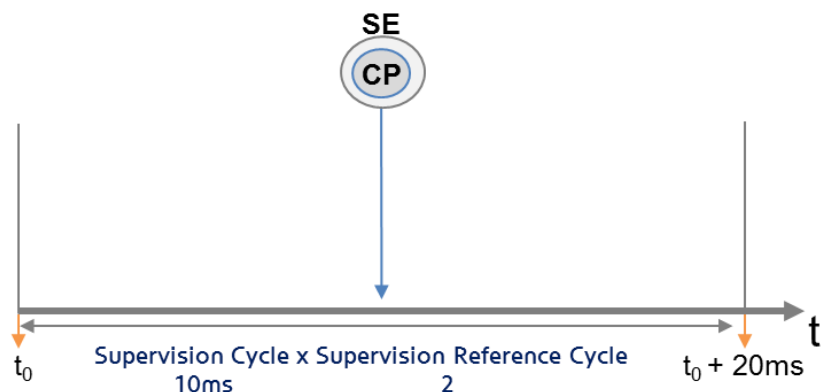 SE
CP
t
t0
Supervision Cycle x Supervision Reference Cycle
10ms 2
t0 + 20ms